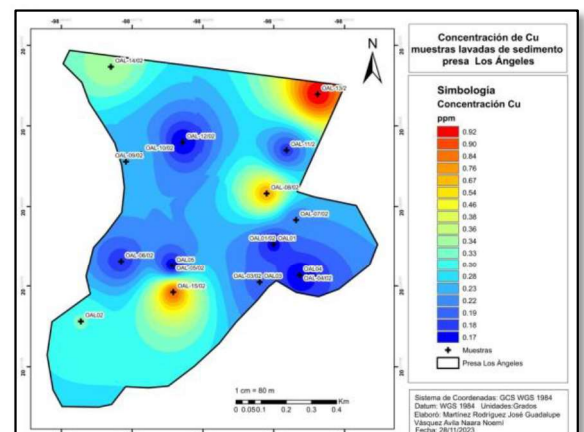 Concentración de Cu
muestras lavadas de sedimento
presa Los Ángeles
N
OAL-14/02
OAL-13/2
OAL-12/02
OAL-10/02
OAL-11/2
OAL-09/02
OAL-08/02
OAL-07/02
OAL01/02 OAL01
OAL-06/02
OAL05
OAL-05/02
OAL04
OAL-03/02 OAL03
OAL-04/02
OAL-15/02
OAL02
1 cm = 80 m
Km
0 0.05 0.1 0.2 0.3 0.4
Simbologia
Concentración Cu
ppm
0.92
0.90
0.84
0.76
0.67
0.54
0.46
0.38
0.36
0.34
0.33
0.30
0.28
0.23
0.22
0.19
0.18
0.17
Muestras
Presa Los Ángeles
Sistema de Coordenadas: GCS WGS 1984
Datum: WGS 1984 Unidades:Grados
Elaboró: Martínez Rodríguez José Guadalupe
Vásquez Avila Naara Noemí
Fecha: 28/11/2023